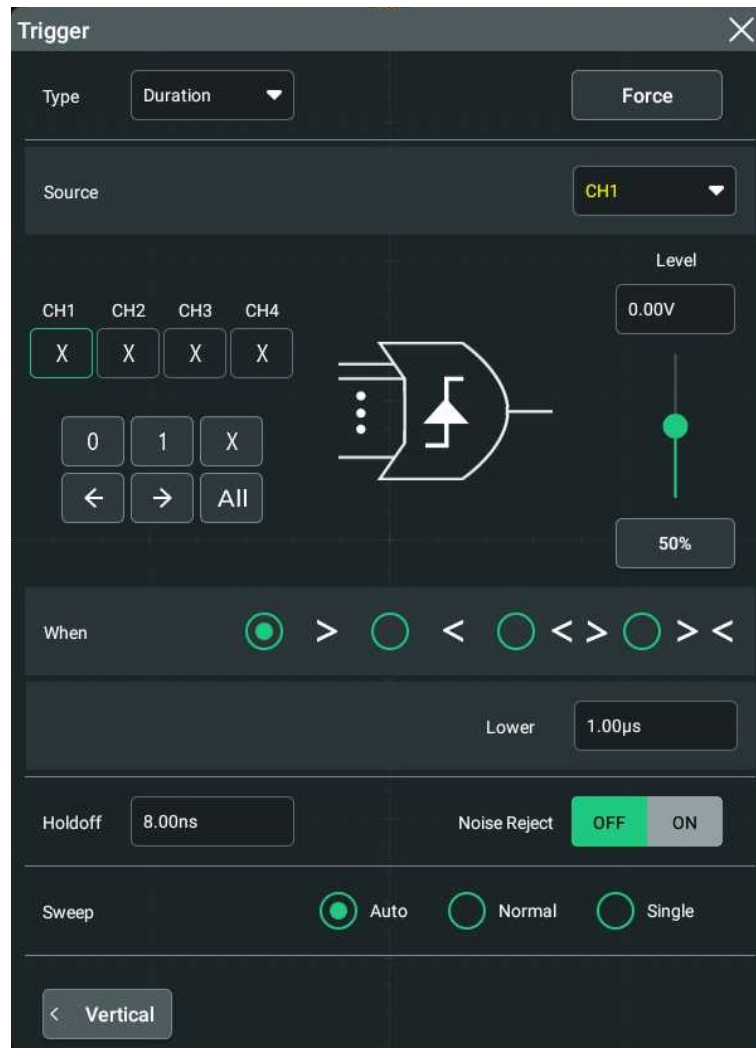 Trigger
Type Duration Force
Source CH1
Level
CH1 CH2 CH3 CH4 0.00V
X X X X
0 1 X
← → All
50%
When > < < > > <
Lower 1.00µs
Holdoff 8.00ns Noise Reject OFF ON
Sweep Auto Normal Single
< Vertical